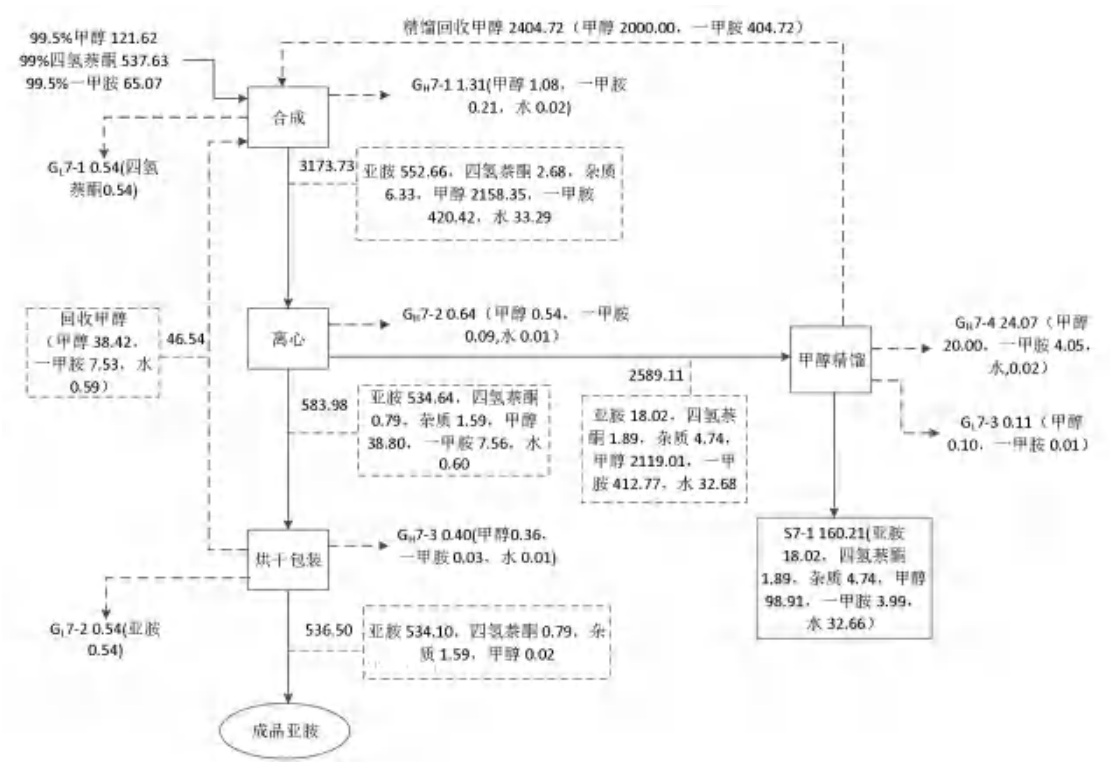 精馏回收甲醇 2404.72（甲醇 2000.00，一甲胺 404.72）
99.5%甲醇 121.62
99%四氢萘酮 537.63
99.5%一甲胺 65.07
合成
GH7-1 1.31(甲醇 1.08，一甲胺
0.21，水 0.02)
GL7-1 0.54(四氢
萘酮0.54)
3173.73
亚胺 552.66，四氢萘酮 2.68，杂质
6.33，甲醇 2158.35，一甲胺
420.42，水 33.29
回收甲醇
（甲醇 38.42，
一甲胺 7.53，水
0.59）
46.54
离心
GH7-2 0.64（甲醇 0.54，一甲胺
0.09,水 0.01）
甲醇精馏
GH7-4 24.07（甲醇
20.00，一甲胺 4.05，
水,0.02）
2589.11
亚胺 18.02，四氢萘
酮 1.89，杂质 4.74，
甲醇 2119.01，一甲
胺 412.77，水 32.68
GL7-3 0.11（甲醇
0.10，一甲胺 0.01）
583.98
亚胺 534.64，四氢萘酮
0.79，杂质 1.59，甲醇
38.80，一甲胺 7.56，水
0.60
烘干包装
GH7-3 0.40(甲醇0.36，
一甲胺 0.03，水 0.01)
S7-1 160.21(亚胺
18.02，四氢萘酮
1.89，杂质 4.74，甲醇
98.91，一甲胺 3.99，
水 32.66）
GL7-2 0.54(亚胺
0.54)
536.50
亚胺 534.10，四氢萘酮 0.79，杂
质 1.59，甲醇 0.02
成品亚胺